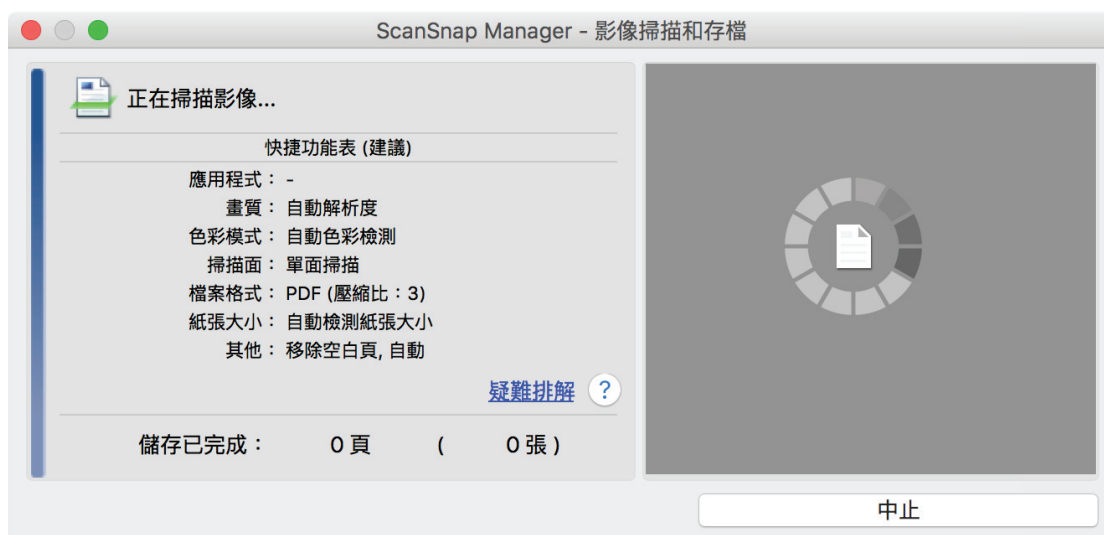 ScanSnap Manager - 影像掃描和存檔
正在掃描影像...
快捷功能表 (建議)
應用程式： -
畫質： 自動解析度
色彩模式： 自動色彩檢測
掃描面： 單面掃描
檔案格式： PDF (壓縮比：3)
紙張大小： 自動檢測紙張大小
其他： 移除空白頁, 自動
疑難排解 ?
儲存已完成： 0 頁 ( 0 張 )
中止